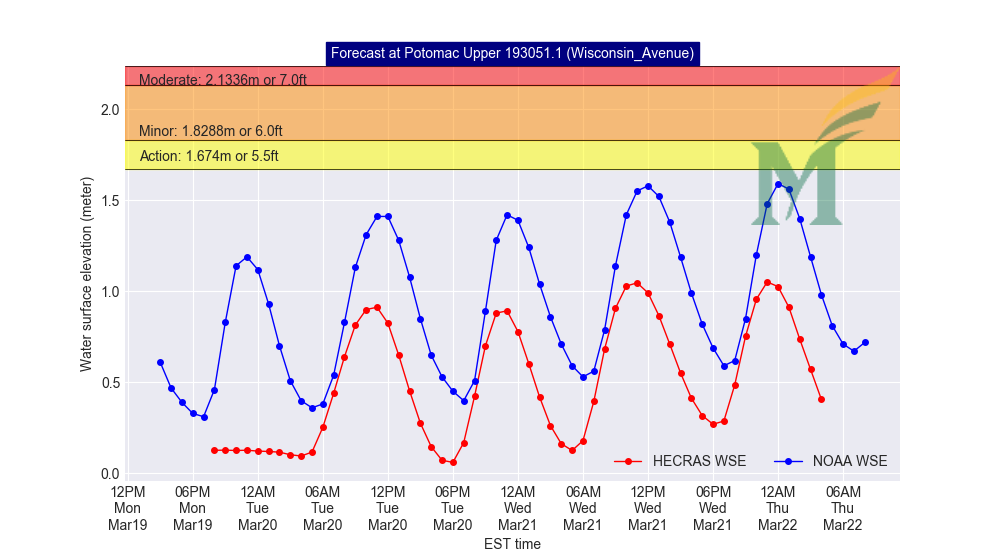 Forecast at Potomac Upper 193051.1 (Wisconsin_Avenue)
Moderate: 2.1336m or 7.0ft
Minor: 1.8288m or 6.0ft
Action: 1.674m or 5.5ft
M
Water surface elevation (meter)
2.0
1.5
1.0
0.5
0.0
HECRAS WSE NOAA WSE
12PM 06PM 12AM 06AM 12PM 06PM 12AM 06AM 12PM 06PM 12AM 06AM
Mon Mon Tue Tue Tue Tue Wed Wed Wed Wed Thu Thu
Mar19 Mar19 Mar20 Mar20 Mar20 Mar20 Mar21 Mar21 Mar21 Mar21 Mar22 Mar22
EST time